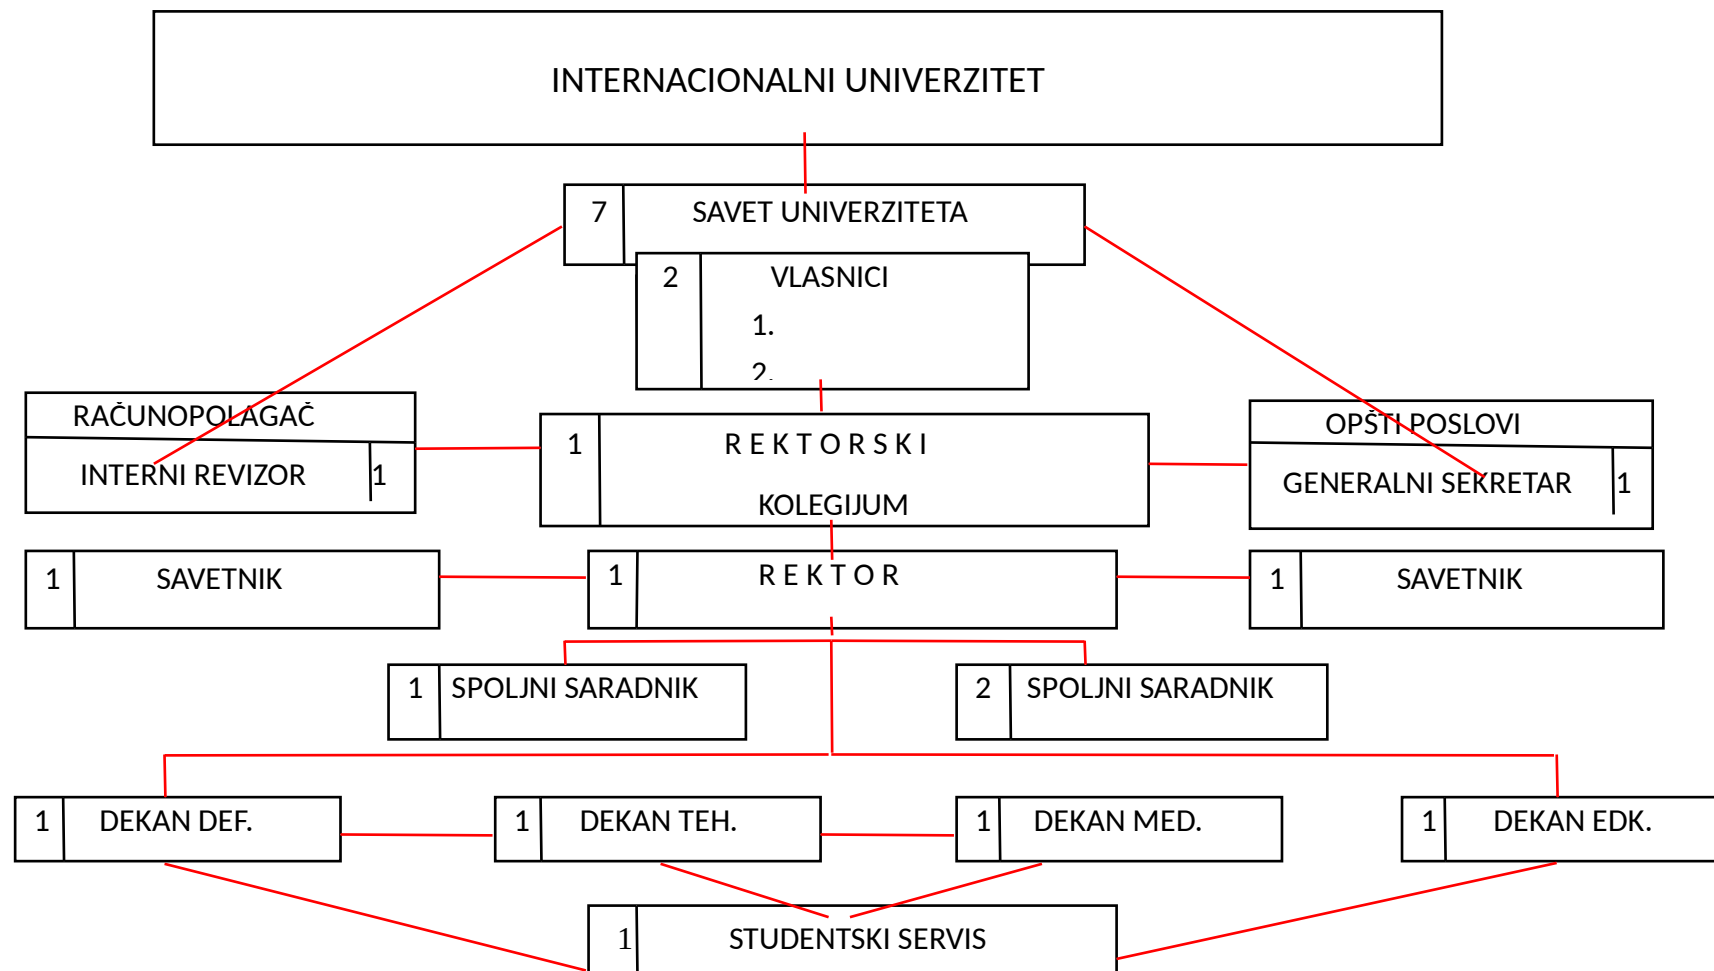 INTERNACIONALNI UNIVERZITET
7 SAVET UNIVERZITETA
2 VLASNICI
1.
2.
RAČUNOPOLAGAČ
INTERNI REVIZOR 1
1 R E K T O R S K I
KOLEGIJUM
OPŠTI POSLOVI
GENERALNI SEKRETAR 1
1 SAVETNIK
1 R E K T O R
1 SAVETNIK
1 SPOLJNI SARADNIK
2 SPOLJNI SARADNIK
1 DEKAN DEF.
1 DEKAN TEH.
1 DEKAN MED.
1 DEKAN EDK.
1 STUDENTSKI SERVIS